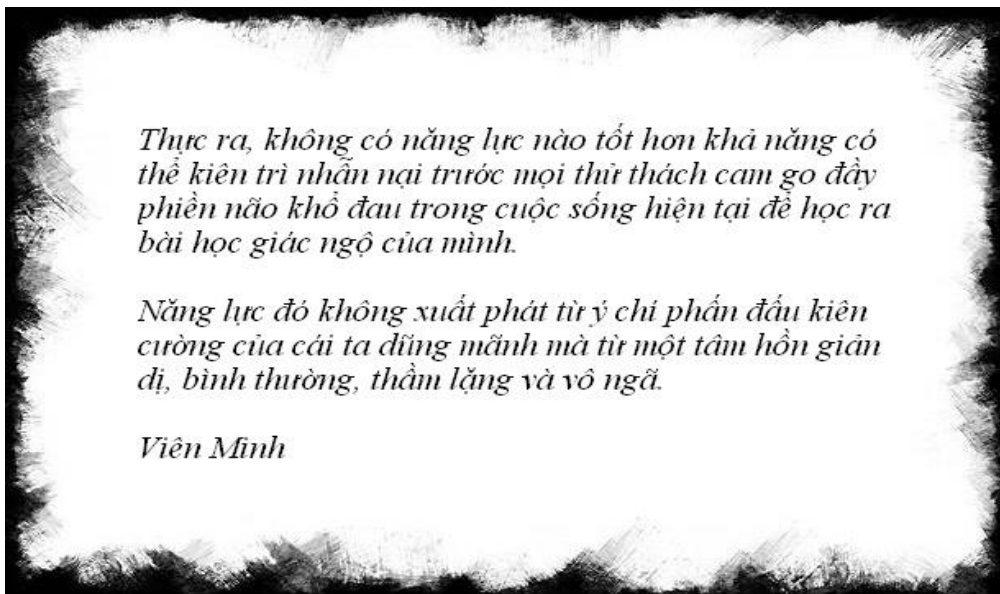 Thực ra, không có năng lực nào tốt hơn khả năng có
thể kiên trì nhẫn nại trước mọi thử thách cam go đầy
phiền não khổ đau trong cuộc sống hiện tại để học ra
bài học giác ngộ của mình.
Năng lực đó không xuất phát từ ý chí phấn đấu kiên
cường của cái ta dũng mãnh mà từ một tâm hồn giản
dị, bình thường, thầm lặng và vô ngã.
Viên Minh